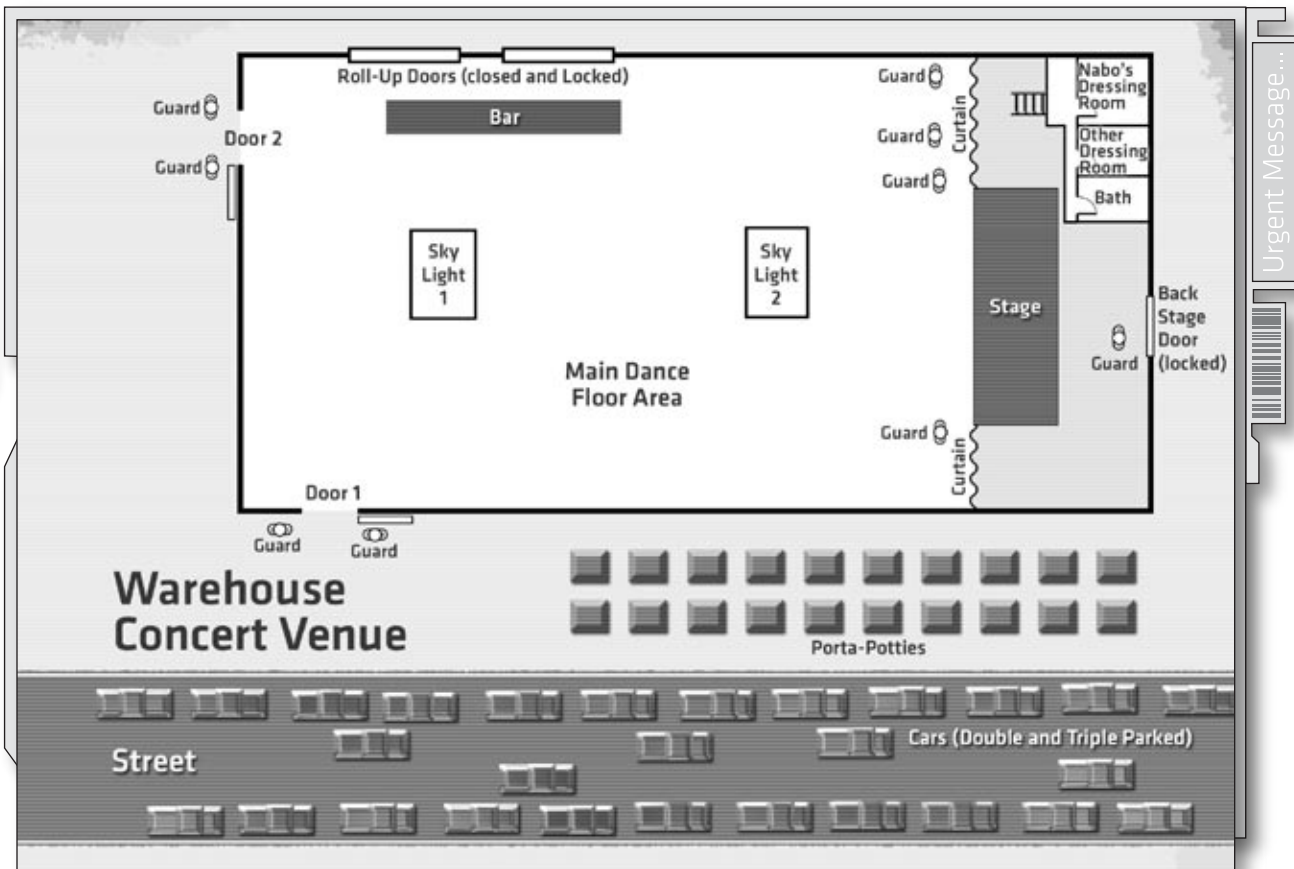 Urgent Message...
Roll-Up Doors (closed and Locked)
Bar
Guard
Door 2
Guard
Guard
Guard
Guard
Curtain
Nabo's
Dressing
Room
Other
Dressing
Room
Bath
Sky
Light
1
Sky
Light
2
Stage
Back
Stage
Door
(locked)
Guard
Main Dance
Floor Area
Guard
Curtain
Door 1
Guard
Guard
Warehouse
Concert Venue
Porta-Potties
Street
Cars (Double and Triple Parked)